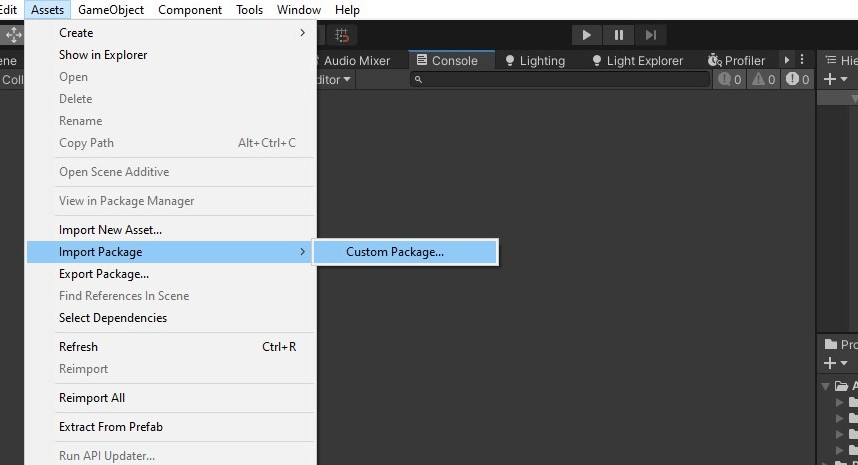 Edit Assets GameObject Component Tools Window Help
Create
Show in Explorer
Open
Delete
Rename
Copy Path Alt+Ctrl+C
Open Scene Additive
View in Package Manager
Import New Asset...
Import Package
Custom Package...
Export Package...
Find References In Scene
Select Dependencies
Refresh Ctrl+R
Reimport
Reimport All
Extract From Prefab
Run API Updater...
Audio Mixer Console Lighting Light Explorer Profiler Hie
Coll
ditor
0 0 0
Pro
A